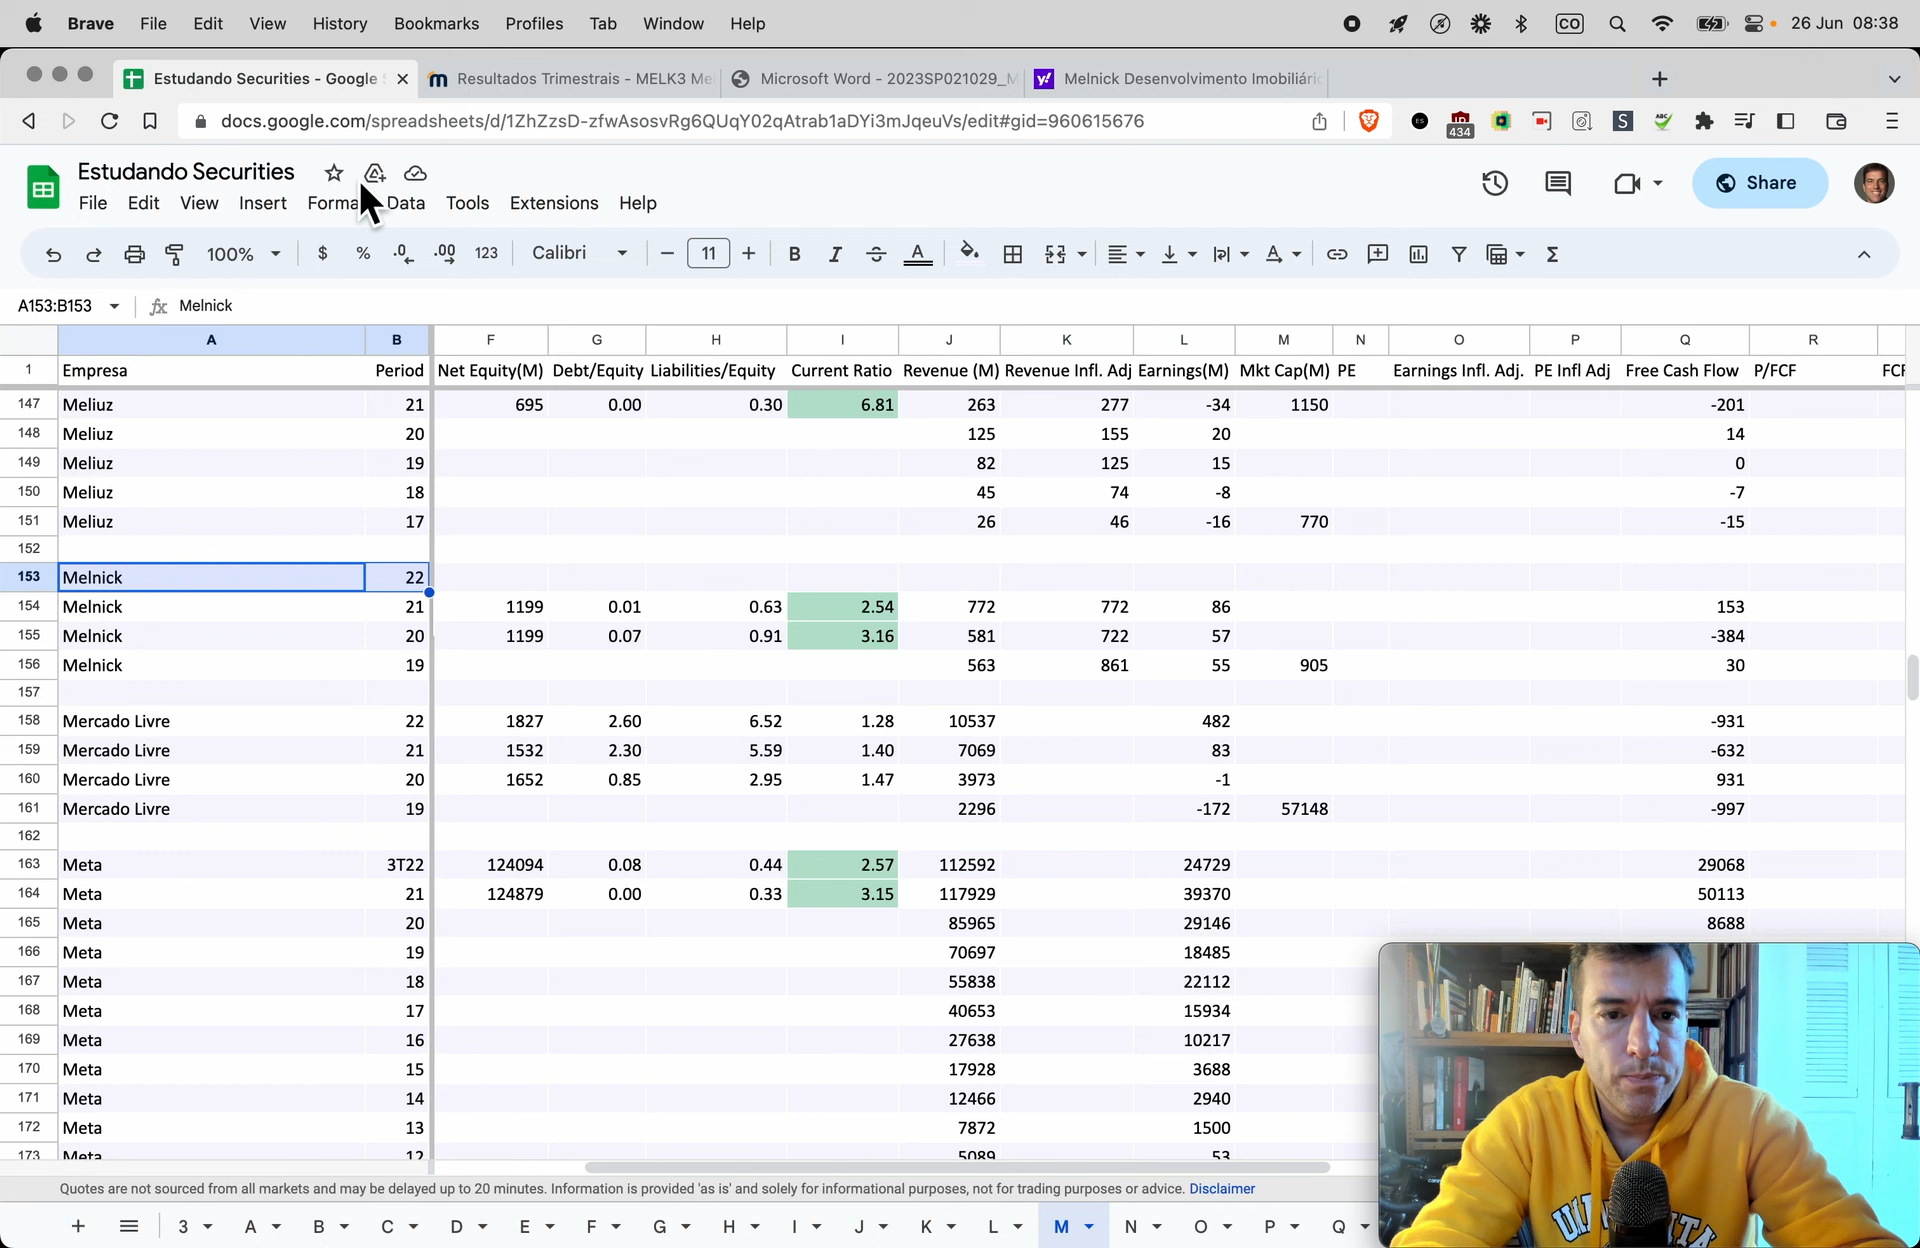 Brave File Edit View History Bookmarks Profiles Tab Window Help CO 26 Jun 08:38
Estudando Securities - Google Resultados Trimestrais - MELK3 Me Microsoft Word - 2023SP021029_M y! Melnick Desenvolvimento Imobiliário
docs.google.com/spreadsheets/d/1ZhZzsD-zfwAsosvRg6QUqY02qAtrab1aDYi3mJqeuVs/edit#gid=960615676 434
Estudando Securities
Share
File Edit View Insert Forma Data Tools Extensions Help
100% $ % .0 .00 123 Calibri 11 B I S A
A153:B153 fx Melnick
A B F G H I J K L M N O P Q R
1 Empresa Period Net Equity(M) Debt/Equity Liabilities/Equity Current Ratio Revenue (M) Revenue Infl. Adj Earnings(M) Mkt Cap(M) PE Earnings Infl. Adj. PE Infl Adj Free Cash Flow P/FCF FCF
147 Meliuz 21 695 0.00 0.30 6.81 263 277 -34 1150 -201
148 Meliuz 20 125 155 20 14
149 Meliuz 19 82 125 15 0
150 Meliuz 18 45 74 -8 -7
151 Meliuz 17 26 46 -16 770 -15
152
153 Melnick 22
154 Melnick 21 1199 0.01 0.63 2.54 772 772 86 153
155 Melnick 20 1199 0.07 0.91 3.16 581 722 57 -384
156 Melnick 19 563 861 55 905 30
157
158 Mercado Livre 22 1827 2.60 6.52 1.28 10537 482 -931
159 Mercado Livre 21 1532 2.30 5.59 1.40 7069 83 -632
160 Mercado Livre 20 1652 0.85 2.95 1.47 3973 -1 931
161 Mercado Livre 19 2296 -172 57148 -997
162
163 Meta 3T22 124094 0.08 0.44 2.57 112592 24729 29068
164 Meta 21 124879 0.00 0.33 3.15 117929 39370 50113
165 Meta 20 85965 29146 8688
166 Meta 19 70697 18485
167 Meta 18 55838 22112
168 Meta 17 40653 15934
169 Meta 16 27638 10217
170 Meta 15 17928 3688
171 Meta 14 12466 2940
172 Meta 13 7872 1500
173 Meta 12 5089 53
Quotes are not sourced from all markets and may be delayed up to 20 minutes. Information is provided 'as is' and solely for informational purposes, not for trading purposes or advice. Disclaimer
3 A B C D E F G H I J K L M N O P Q